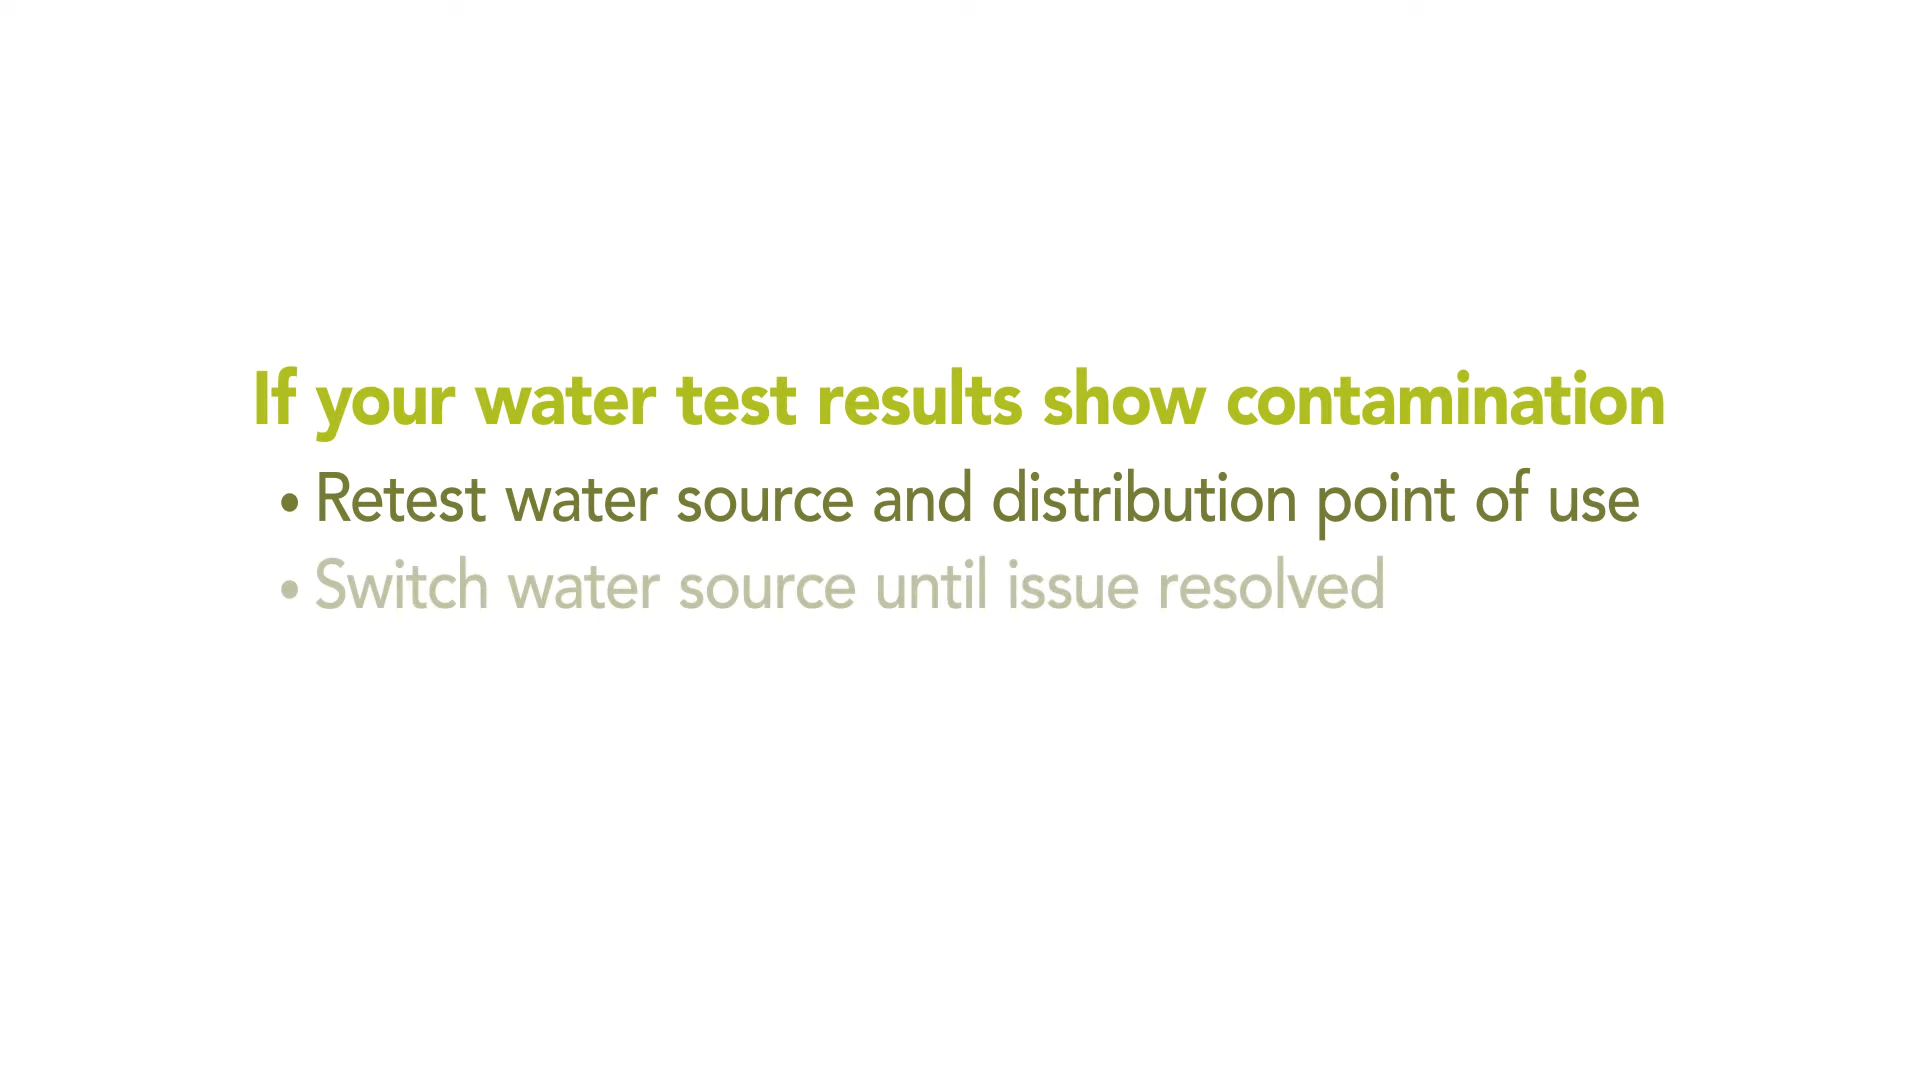 If your water test results show contamination
• Retest water source and distribution point of use
• Switch water source until issue resolved